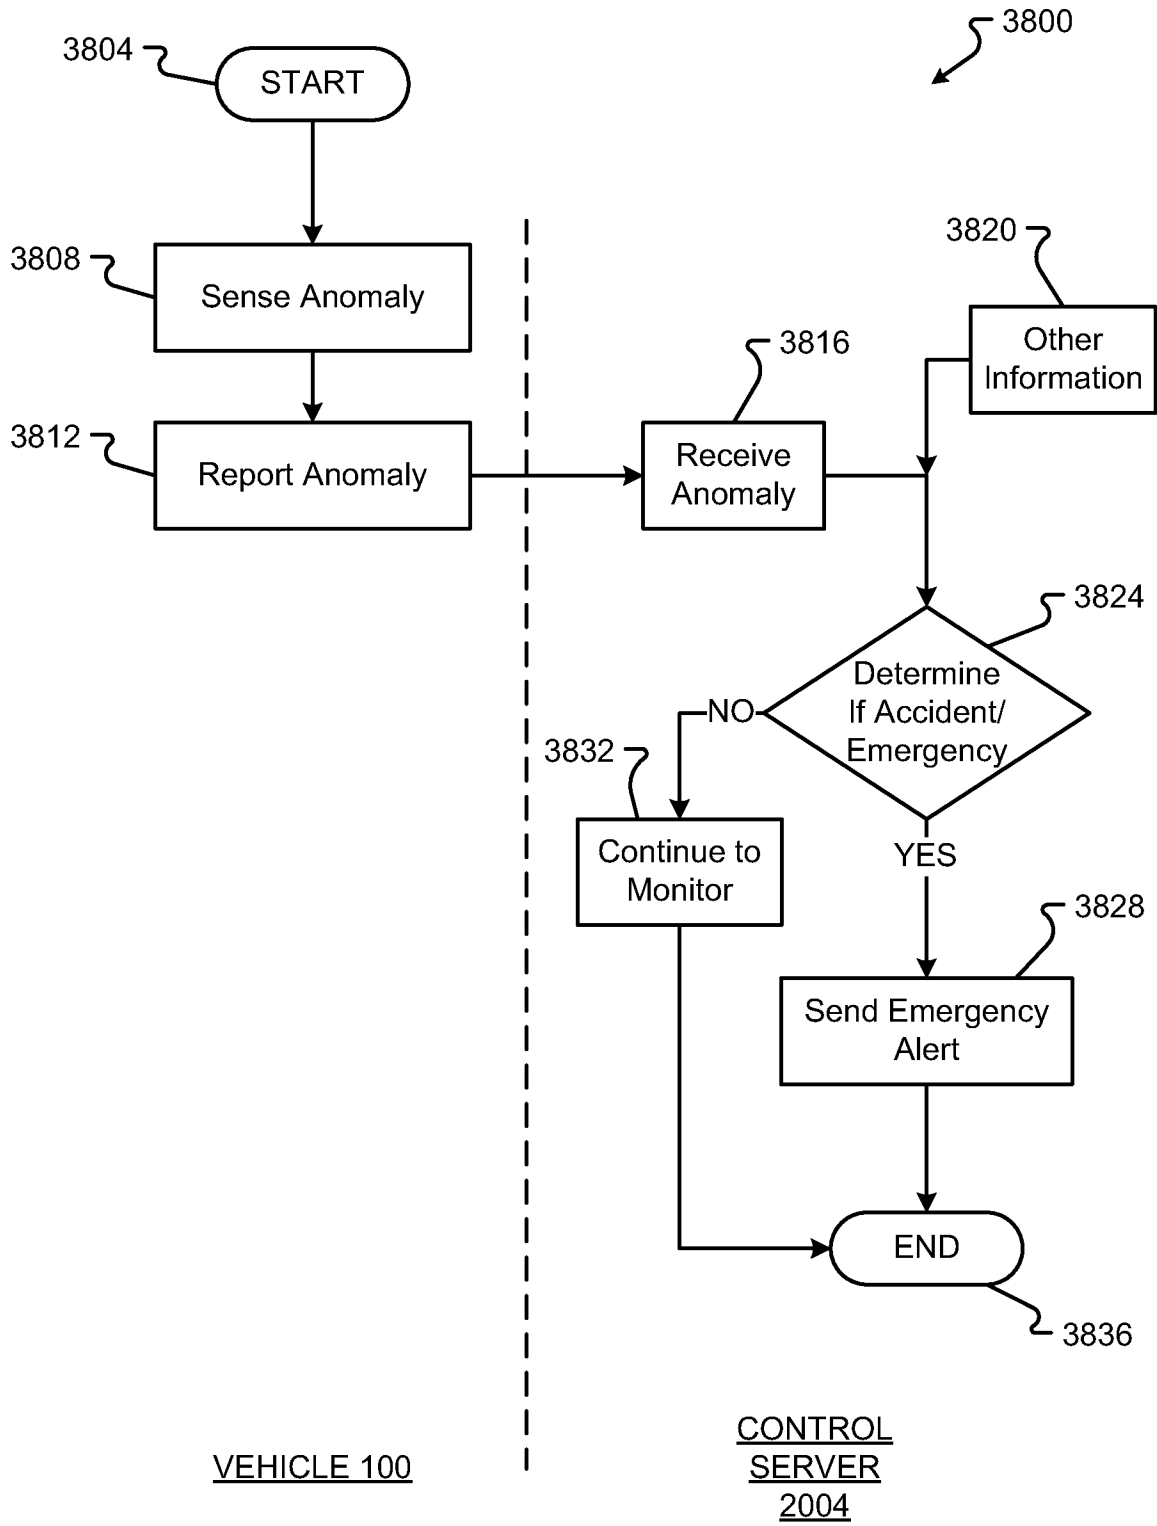 3800
3804
START
3808
Sense Anomaly
3812
Report Anomaly
3816
Receive
Anomaly
3820
Other
Information
3824
Determine
If Accident/
Emergency
NO
3832
Continue to
Monitor
YES
3828
Send Emergency
Alert
END
3836
VEHICLE 100
CONTROL
SERVER
2004